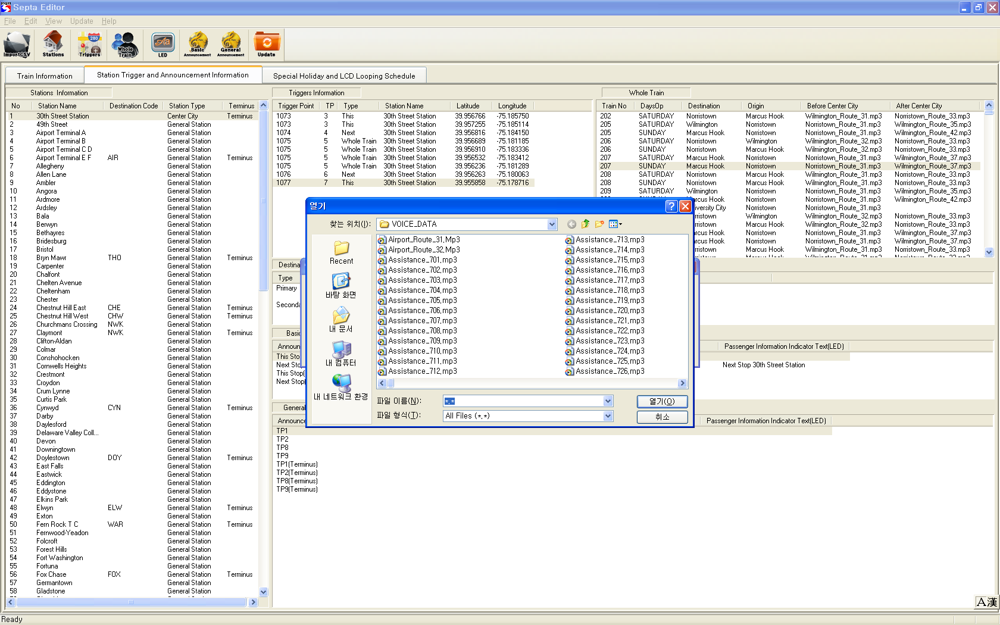 Septa Editor
File Edit View Update Help
ImportCSV Stations Triggers Whole Train LED Basic Announcement General Announcement Update
280
Train Information Station Trigger and Announcement Information Special Holiday and LCD Looping Schedule
Stations Information
No Station Name Destination Code Station Type Terminus
1 30th Street Station Center City Terminus
2 49th Street General Station
3 Airport Terminal A General Station
4 Airport Terminal B General Station
5 Airport Terminal C D General Station
6 Airport Terminal E F AIR General Station Terminus
7 Allegheny General Station
8 Allen Lane General Station
9 Ambler General Station
10 Angora General Station
11 Ardmore General Station
12 Ardsley General Station
13 Bala General Station
14 Berwyn General Station
15 Bethayres General Station
16 Bridesburg General Station
17 Bristol General Station
18 Bryn Mawr THO General Station Terminus
19 Carpenter General Station
20 Chalfont General Station
21 Chelten Avenue General Station
22 Cheltenham General Station
23 Chester General Station
24 Chestnut Hill East CHE General Station Terminus
25 Chestnut Hill West CHW General Station Terminus
26 Churchmans Crossing NWK General Station
27 Claymont NWK General Station Terminus
28 Clifton-Aldan General Station
29 Colmar General Station
30 Conshohocken General Station
31 Cornwells Heights General Station
32 Crestmont General Station
33 Croydon General Station
34 Crum Lynne General Station
35 Curtis Park General Station
36 Cynwyd CYN General Station Terminus
37 Darby General Station
38 Daylesford General Station
39 Delaware Valley Coll... General Station
40 Devon General Station
41 Downingtown General Station
42 Doylestown DOY General Station Terminus
43 East Falls General Station
44 Eastwick General Station
45 Eddington General Station
46 Eddystone General Station
47 Elkins Park General Station
48 Elwyn ELW General Station Terminus
49 Exton General Station
50 Fern Rock T C WAR General Station Terminus
51 Fernwood-Yeadon General Station
52 Folcroft General Station
53 Forest Hills General Station
54 Fort Washington General Station
55 Fortuna General Station
56 Fox Chase FOX General Station Terminus
57 Germantown General Station
58 Gladstone General Station
Triggers Information
Trigger Point TP Type Station Name Latitude Longitude
1073 3 This 30th Street Station 39.956766 -75.185750
1073 3 This 30th Street Station 39.957255 -75.185114
1074 4 Next 30th Street Station 39.956816 -75.184150
1075 5 Whole Train 30th Street Station 39.956689 -75.181185
1075 5 Whole Train 30th Street Station 39.956910 -75.183336
1075 5 Whole Train 30th Street Station 39.956532 -75.183412
1075 5 Whole Train 30th Street Station 39.956236 -75.181289
1076 6 Next 30th Street Station 39.956263 -75.180063
1077 7 This 30th Street Station 39.955858 -75.178716
Whole Train
Train No DaysOp Destination Origin Before Center City After Center City
202 SATURDAY Norristown Marcus Hook Wilmington_Route_31.mp3 Norristown_Route_33.mp3
205 SATURDAY Wilmington Norristown Norristown_Route_31.mp3 Wilmington_Route_35.mp3
205 SUNDAY Marcus Hook Norristown Norristown_Route_31.mp3 Wilmington_Route_42.mp3
206 SATURDAY Norristown Wilmington Wilmington_Route_32.mp3 Norristown_Route_33.mp3
206 SUNDAY Norristown Marcus Hook Wilmington_Route_32.mp3 Norristown_Route_33.mp3
207 SATURDAY Marcus Hook Norristown Norristown_Route_31.mp3 Wilmington_Route_37.mp3
207 SUNDAY Marcus Hook Norristown Norristown_Route_31.mp3 Wilmington_Route_37.mp3
208 SATURDAY Norristown Marcus Hook Wilmington_Route_31.mp3 Norristown_Route_33.mp3
208 SUNDAY Norristown Marcus Hook Wilmington_Route_31.mp3 Norristown_Route_33.mp3
209 SATURDAY Wilmington Norristown Norristown_Route_31.mp3 Wilmington_Route_35.mp3
Marcus Hook Norristown Norristown_Route_31.mp3 Wilmington_Route_42.mp3
iversity City Norristown Norristown_Route_31.mp3
Wilmington Wilmington_Route_32.mp3 Norristown_Route_33.mp3
Marcus Hook Wilmington_Route_32.mp3 Norristown_Route_33.mp3
Norristown Norristown_Route_31.mp3 Wilmington_Route_37.mp3
Norristown Norristown_Route_31.mp3 Wilmington_Route_37.mp3
Marcus Hook Wilmington_Route_31.mp3 Norristown_Route_33.mp3
열기
찾는 위치(I): VOICE_DATA
Recent
바탕 화면
내 문서
내 컴퓨터
내 네트워크 환경
Airport_Route_31.Mp3 Assistance_713.mp3
Airport_Route_32.Mp3 Assistance_714.mp3
Assistance_701.mp3 Assistance_715.mp3
Assistance_702.mp3 Assistance_716.mp3
Assistance_703.mp3 Assistance_717.mp3
Assistance_704.mp3 Assistance_718.mp3
Assistance_705.mp3 Assistance_719.mp3
Assistance_706.mp3 Assistance_720.mp3
Assistance_707.mp3 Assistance_721.mp3
Assistance_708.mp3 Assistance_722.mp3
Assistance_709.mp3 Assistance_723.mp3
Assistance_710.mp3 Assistance_724.mp3
Assistance_711.mp3 Assistance_725.mp3
Assistance_712.mp3 Assistance_726.mp3
파일 이름(N): *.* 열기(O)
파일 형식(T): All Files (*.*) 취소
Destina
Type
Primary
Seconda
Basic
Announ Passenger Information Indicator Text(LED)
This Sto
Next Sto Next Stop 30th Street Station
This Stop(
Next Stop(
General
Announce Passenger Information Indicator Text(LED)
TP1
TP2
TP8
TP9
TP1(Terminus)
TP2(Terminus)
TP8(Terminus)
TP9(Terminus)
A漢
Ready